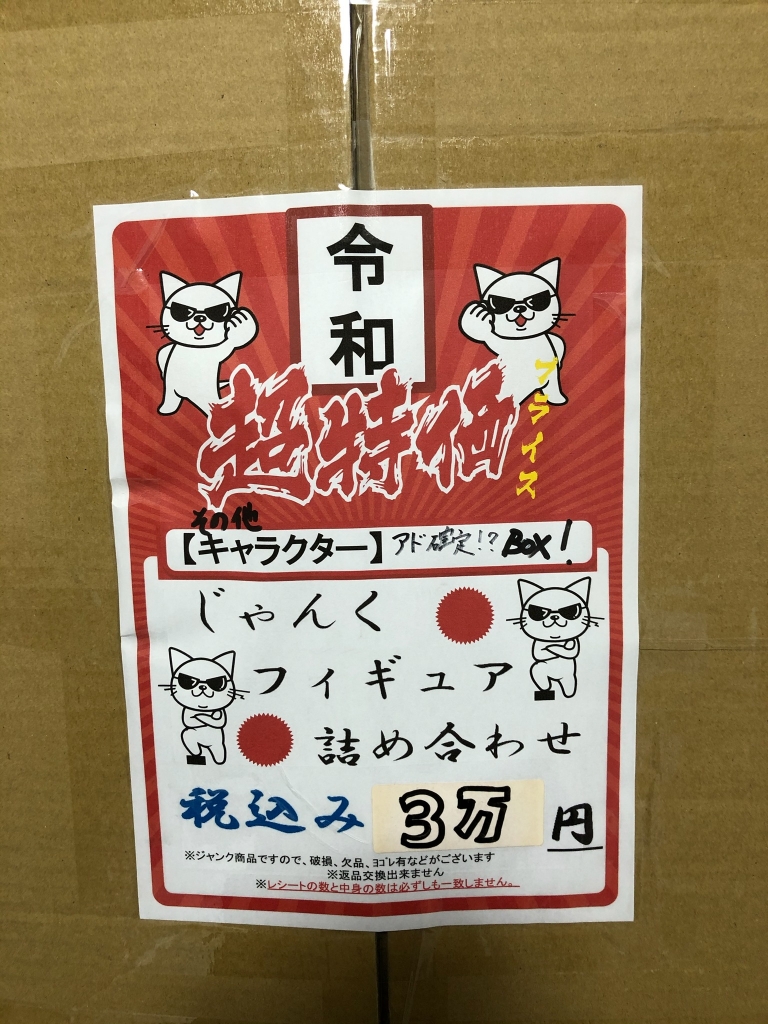 令和
超特価
プライス
その他
【キャラクター】アド確定!?BOX!
じゃんく
フィギュア
詰め合わせ
税込み 3万円
※ジャンク商品ですので、破損、欠品、ヨゴレ有などがございます
※返品交換出来ません
※レシートの数と中身の数は必ずしも一致しません。